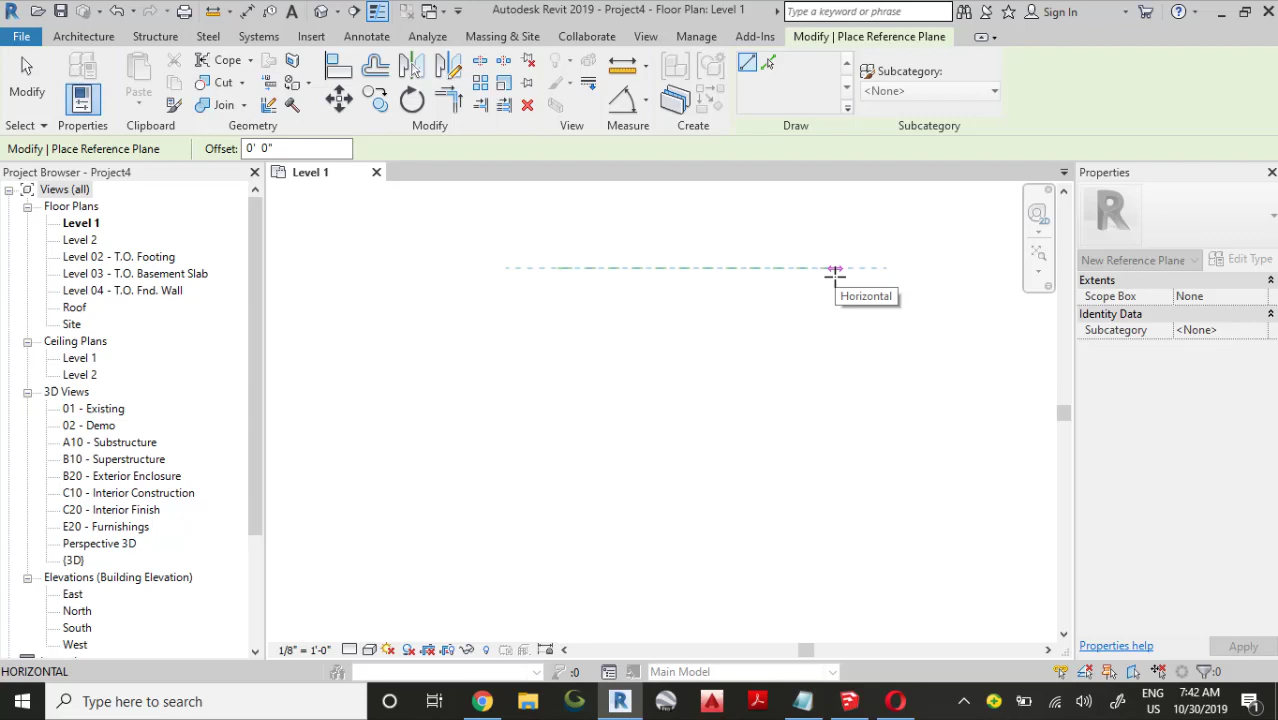 Autodesk Revit 2019 - Project4 - Floor Plan: Level 1
Type a keyword or phrase
Sign In
File
Architecture
Structure
Steel
Systems
Insert
Annotate
Analyze
Massing & Site
Collaborate
View
Manage
Add-Ins
Modify | Place Reference Plane
Modify
Paste
Cope
Cut
Join
Subcategory:
<None>
Select
Properties
Clipboard
Geometry
Modify
View
Measure
Create
Draw
Subcategory
Modify | Place Reference Plane
Offset:
0' 0"
Project Browser - Project4
Level 1
Properties
Views (all)
Floor Plans
Level 1
Level 2
Level 02 - T.O. Footing
Level 03 - T.O. Basement Slab
Level 04 - T.O. Fnd. Wall
Roof
Site
Ceiling Plans
Level 1
Level 2
3D Views
01 - Existing
02 - Demo
A10 - Substructure
B10 - Superstructure
B20 - Exterior Enclosure
C10 - Interior Construction
C20 - Interior Finish
E20 - Furnishings
Perspective 3D
{3D}
Elevations (Building Elevation)
East
North
South
West
2D
Horizontal
R
New Reference Plane
Edit Type
Extents
Scope Box
None
Identity Data
Subcategory
<None>
Properties help
Apply
1/8" = 1'-0"
HORIZONTAL
:0
Main Model
:0
Type here to search
ENG
US
7:42 AM
10/30/2019
1